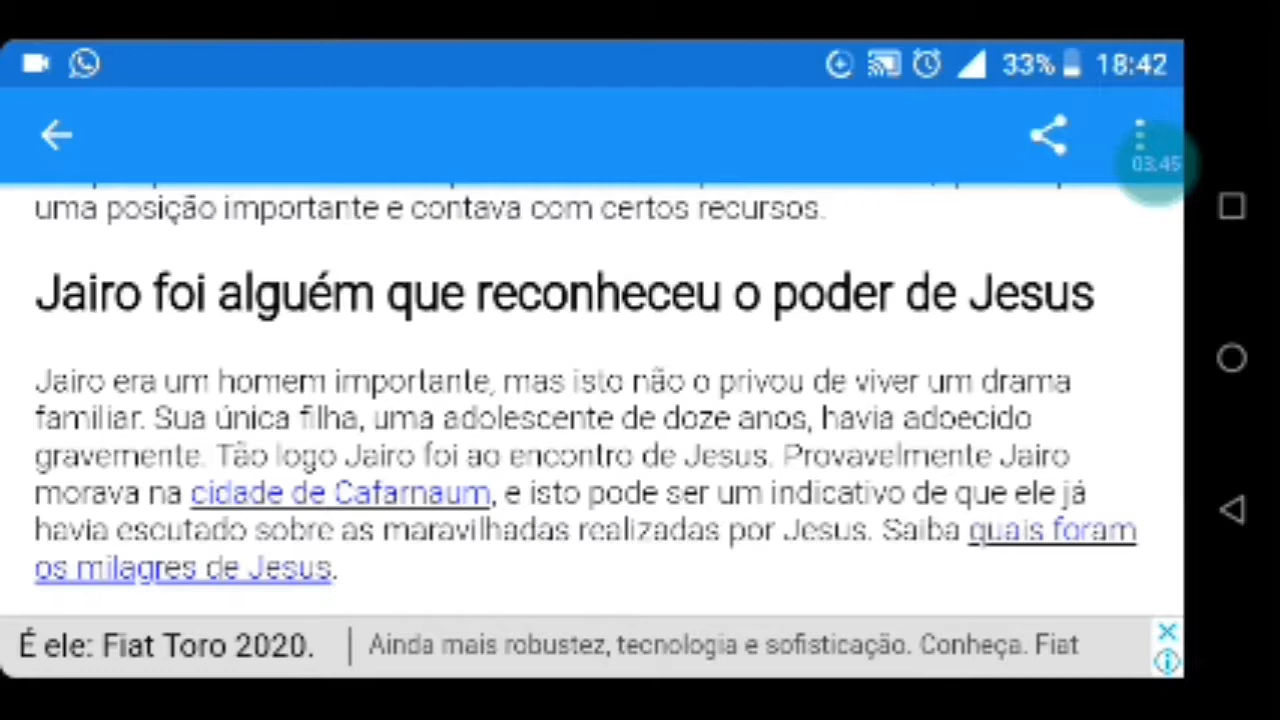 33% 18:42
03:45
uma posição importante e contava com certos recursos.
Jairo foi alguém que reconheceu o poder de Jesus
Jairo era um homem importante, mas isto não o privou de viver um drama
familiar. Sua única filha, uma adolescente de doze anos, havia adoecido
gravemente. Tão logo Jairo foi ao encontro de Jesus. Provavelmente Jairo
morava na cidade de Cafarnaum, e isto pode ser um indicativo de que ele já
havia escutado sobre as maravilhadas realizadas por Jesus. Saiba quais foram
os milagres de Jesus.
É ele: Fiat Toro 2020. Ainda mais robustez, tecnologia e sofisticação. Conheça. Fiat